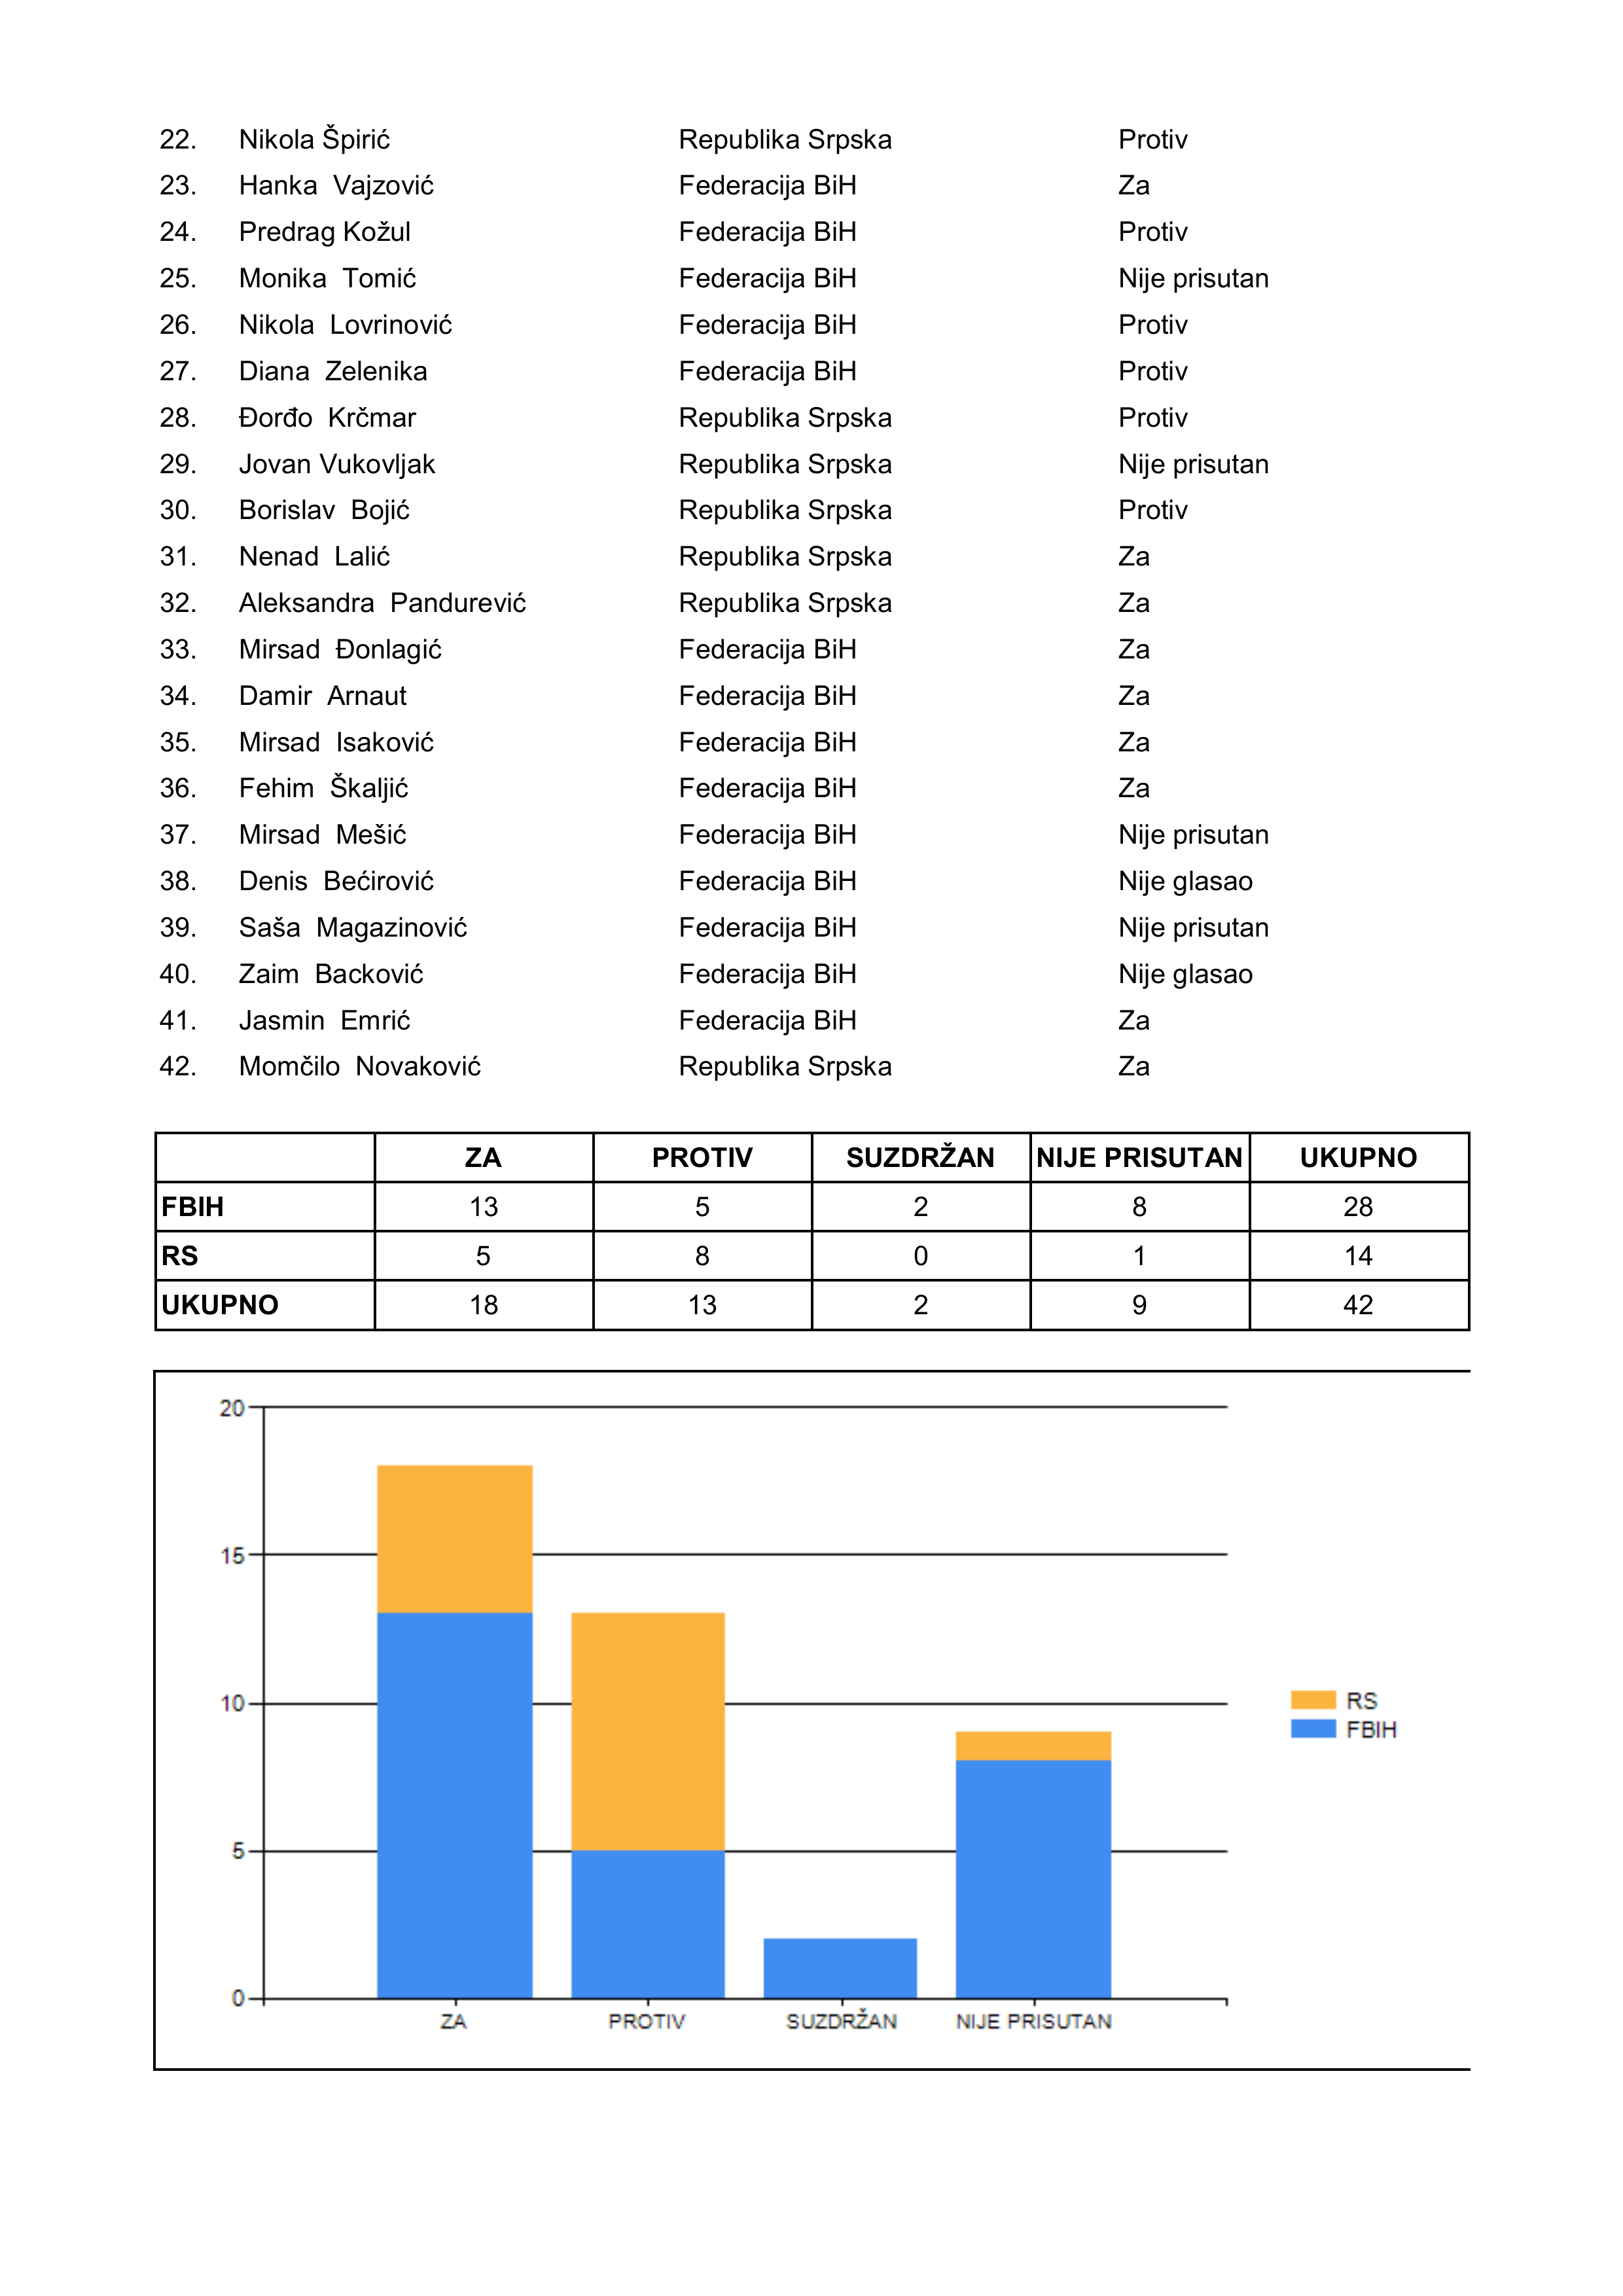 22. Nikola Špirić Republika Srpska Protiv
23. Hanka Vajzović Federacija BiH Za
24. Predrag Kožul Federacija BiH Protiv
25. Monika Tomić Federacija BiH Nije prisutan
26. Nikola Lovrinović Federacija BiH Protiv
27. Diana Zelenika Federacija BiH Protiv
28. Đorđo Krčmar Republika Srpska Protiv
29. Jovan Vukovljak Republika Srpska Nije prisutan
30. Borislav Bojić Republika Srpska Protiv
31. Nenad Lalić Republika Srpska Za
32. Aleksandra Pandurević Republika Srpska Za
33. Mirsad Đonlagić Federacija BiH Za
34. Damir Arnaut Federacija BiH Za
35. Mirsad Isaković Federacija BiH Za
36. Fehim Škaljić Federacija BiH Za
37. Mirsad Mešić Federacija BiH Nije prisutan
38. Denis Bećirović Federacija BiH Nije glasao
39. Saša Magazinović Federacija BiH Nije prisutan
40. Zaim Backović Federacija BiH Nije glasao
41. Jasmin Emrić Federacija BiH Za
42. Momčilo Novaković Republika Srpska Za
ZA PROTIV SUZDRŽAN NIJE PRISUTAN UKUPNO
FBIH 13 5 2 8 28
RS 5 8 0 1 14
UKUPNO 18 13 2 9 42
20
15
10
5
0
ZA PROTIV SUZDRŽAN NIJE PRISUTAN
RS
FBIH